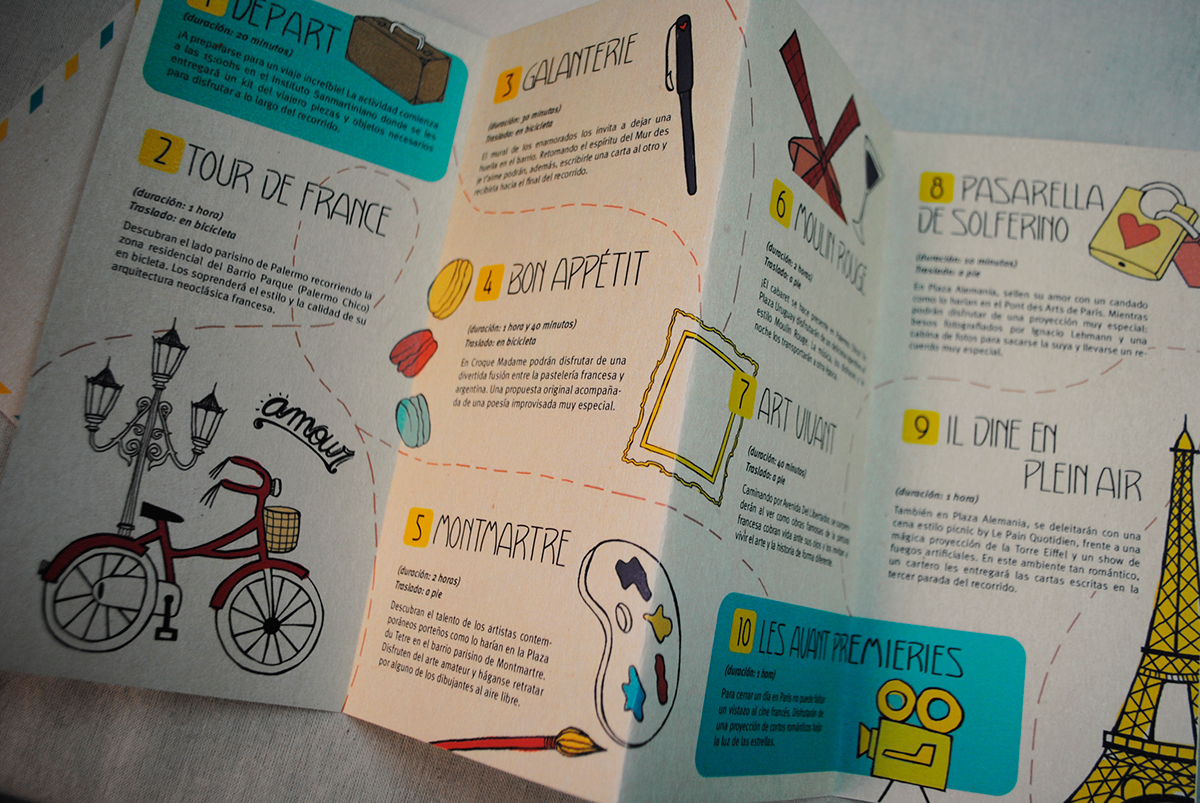 1 DÉPART
(duración: 20 minutos)
¡A prepararse para un viaje increíble! La actividad comienza
a las 15:00hs en el Instituto Sanmartiniano donde se les
entregará un kit del viajero piezas y objetos necesarios
para disfrutar a lo largo del recorrido.
2 TOUR DE FRANCE
(duración: 1 hora)
Traslado: en bicicleta
Descubran el lado parisino de Palermo recorriendo la
zona residencial del Barrio Parque (Palermo Chico)
en bicleta. Los soprenderá el estilo y la calidad de su
arquitectura neoclásica francesa.
amour
3 GALANTERIE
(duración: 30 minutos)
Traslado: en bicicleta
El mural de los enamorados los invita a dejar una
huella en el barrio. Retomando el espíritu del Mur des
je t'aime podrán, además, escribirle una carta al otro y
recibirla hacia el final del recorrido.
4 BON APPÉTIT
(duración: 1 hora y 40 minutos)
Traslado: en bicicleta
En Croque Madame podrán disfrutar de una
divertida fusión entre la pastelería francesa y
argentina. Una propuesta original acompaña-
da de una poesía improvisada muy especial.
5 MONTMARTRE
(duración: 2 horas)
Traslado: a pie
Descubran el talento de los artistas contem-
poráneos porteños como lo harían en la Plaza
du Tetre en el barrio parisino de Montmartre.
Disfruten del arte amateur y háganse retratar
por alguno de los dibujantes al aire libre.
6 MOULIN ROUGE
(duración: 2 horas)
Traslado: a pie
¡El cabaret se hace presente en
Plaza Uruguay disfrutarán de un
estilo Moulin Rouge. La música,
noche los transportarán a otra
7 ART VIVANT
(duración: 40 minutos)
Traslado: a pie
Caminando por Avenida Del Libertador, se
derán al ver como obras famosas de la
francesa cobran vida ante sus ojos y los
vivir el arte y la historia de forma diferente.
8 PASARELLA
DE SOLFERINO
(duración: 10 minutos)
Traslado: a pie
En Plaza Alemania, sellen su amor con un candado
como lo harían en el Pont des Arts de París. Mientras
podrán disfrutar de una proyección muy especial:
besos fotografiados por Ignacio Lehmann y una
cabina de fotos para sacarse la suya y llevarse un re-
cuerdo muy especial.
9 IL DINE EN
PLEIN AIR
(duración: 1 hora)
También en Plaza Alemania, se deleitarán con una
cena estilo picnic by Le Pain Quotidien, frente a una
mágica proyección de la Torre Eiffel y un show de
fuegos artificiales. En este ambiente tan romántico,
un cartero les entregará las cartas escritas en la
tercer parada del recorrido.
10 LES AVANT PREMIERIES
(duración: 1 hora)
Para cerrar un día en París no puede faltar
un vistazo al cine francés. Disfrutarán de
una proyección de cortos románticos bajo
la luz de las estrellas.